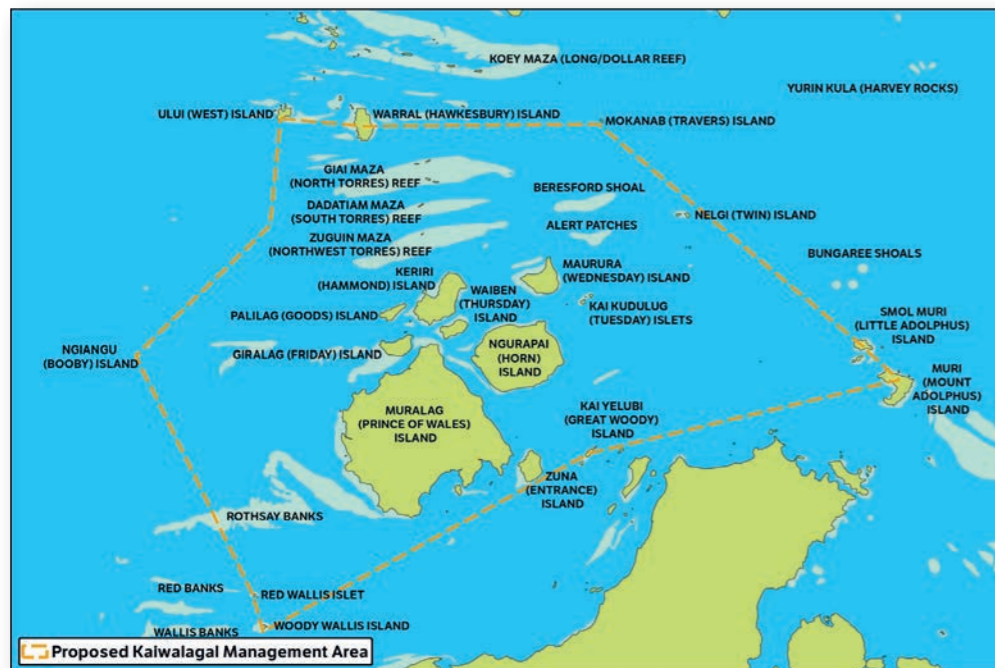 KOEY MAZA (LONG/DOLLAR REEF)
YURIN KULA (HARVEY ROCKS)
ULUI (WEST) ISLAND
WARRAL (HAWKESBURY) ISLAND
MOKANAB (TRAVERS) ISLAND
GIAI MAZA
(NORTH TORRES) REEF
BERESFORD SHOAL
DADATIAM MAZA
(SOUTH TORRES) REEF
NELGI (TWIN) ISLAND
ALERT PATCHES
ZUGUIN MAZA
(NORTHWEST TORRES) REEF
BUNGAREE SHOALS
MAURURA
(WEDNESDAY) ISLAND
KERIRI
(HAMMOND) ISLAND
WAIBEN
(THURSDAY)
ISLAND
KAI KUDULUG
(TUESDAY) ISLETS
PALILAG (GOODS) ISLAND
SMOL MURI
(LITTLE ADOLPHUS)
ISLAND
NGIANGU
(BOOBY) ISLAND
GIRALAG (FRIDAY) ISLAND
NGURAPAI
(HORN)
ISLAND
MURI
(MOUNT
ADOLPHUS)
ISLAND
MURALAG
(PRINCE OF WALES)
ISLAND
KAI YELUBI
(GREAT WOODY)
ISLAND
ZUNA
(ENTRANCE)
ISLAND
ROTHSAY BANKS
RED BANKS
RED WALLIS ISLET
WALLIS BANKS
WOODY WALLIS ISLAND
Proposed Kaiwalagal Management Area